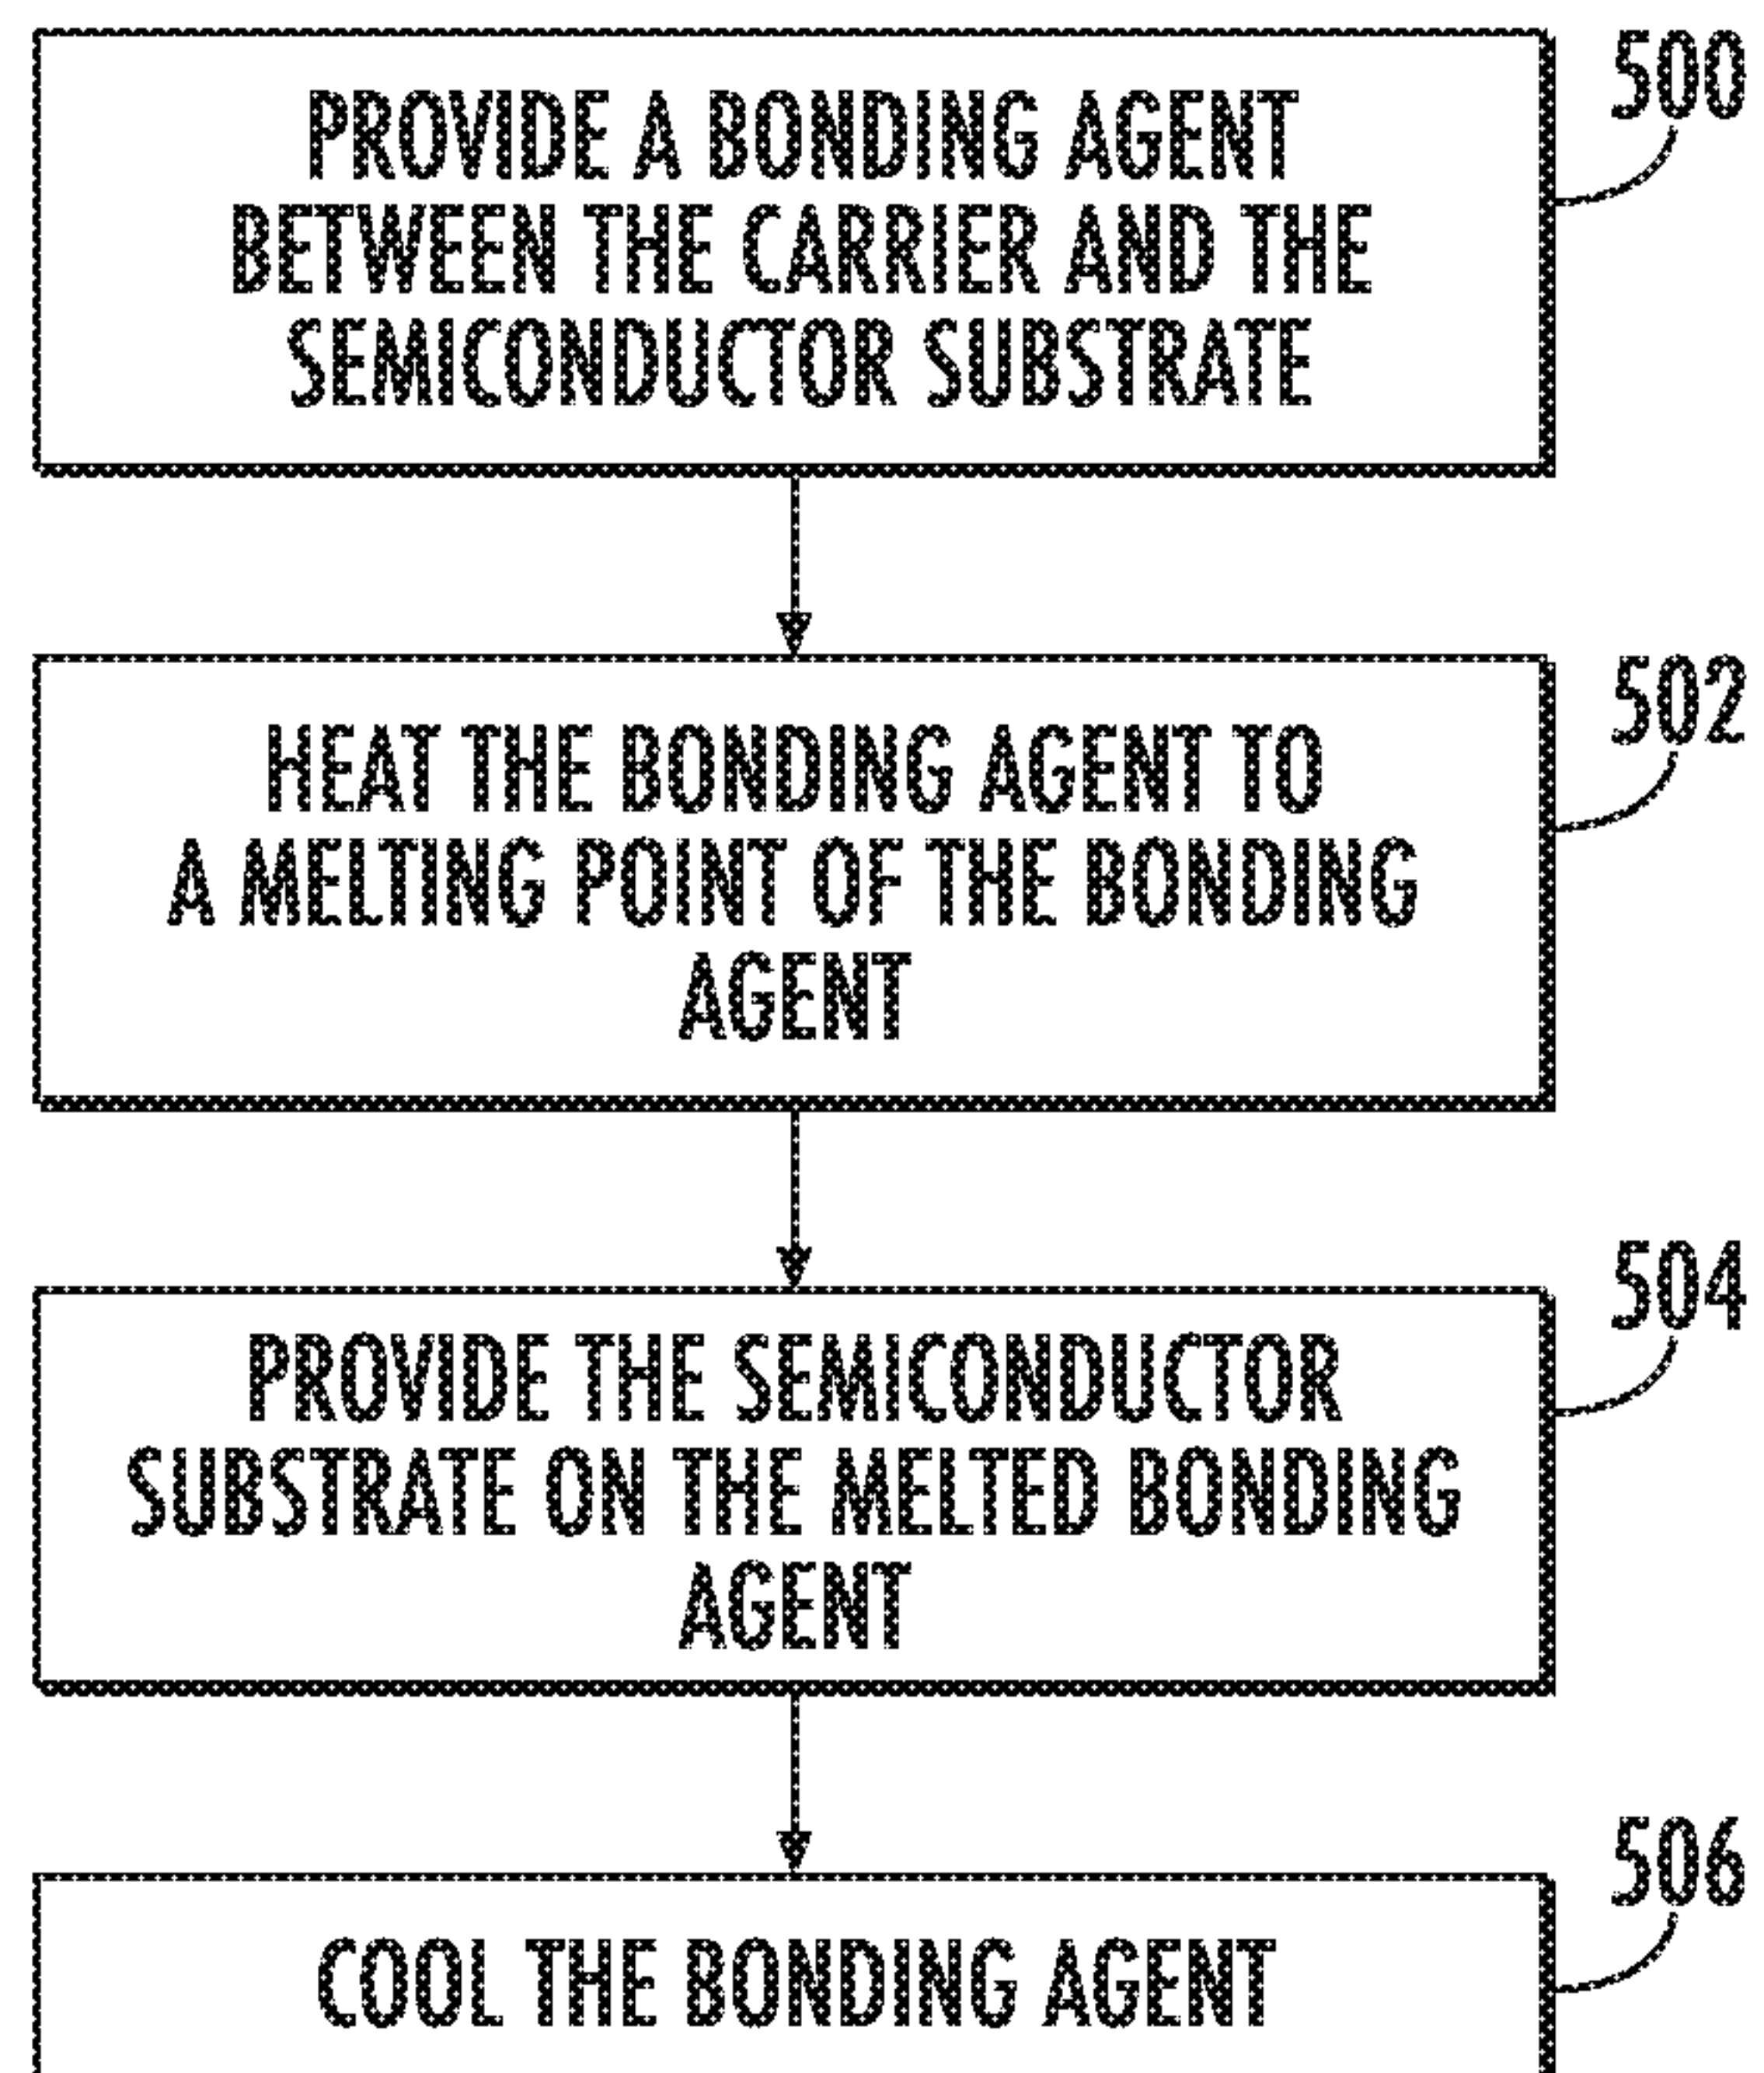 500
PROVIDE A BONDING AGENT
BETWEEN THE CARRIER AND THE
SEMICONDUCTOR SUBSTRATE
502
HEAT THE BONDING AGENT TO
A MELTING POINT OF THE BONDING
AGENT
504
PROVIDE THE SEMICONDUCTOR
SUBSTRATE ON THE MELTED BONDING
AGENT
506
COOL THE BONDING AGENT